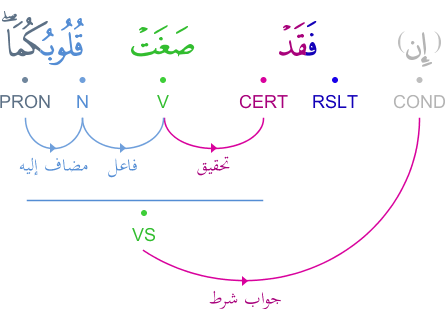 (إِن) فَقَدْ صَغَتْ قُلُوبُكُمَا ۖ
COND RSLT CERT V N PRON
تحقيق فاعل مضاف إليه
VS
جواب شرط